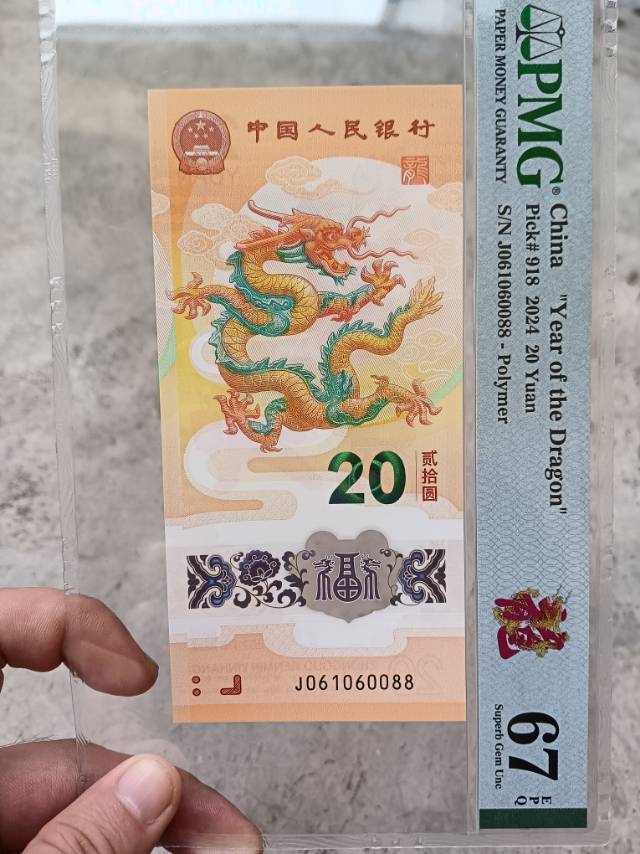 中国人民银行
龍
20
贰拾圆
福
J061060088
PMG®
PAPER MONEY GUARANTY
China "Year of the Dragon"
Pick# 918 2024 20 Yuan
S/N J061060088 - Polymer
67
EPQ
Superb Gem Unc